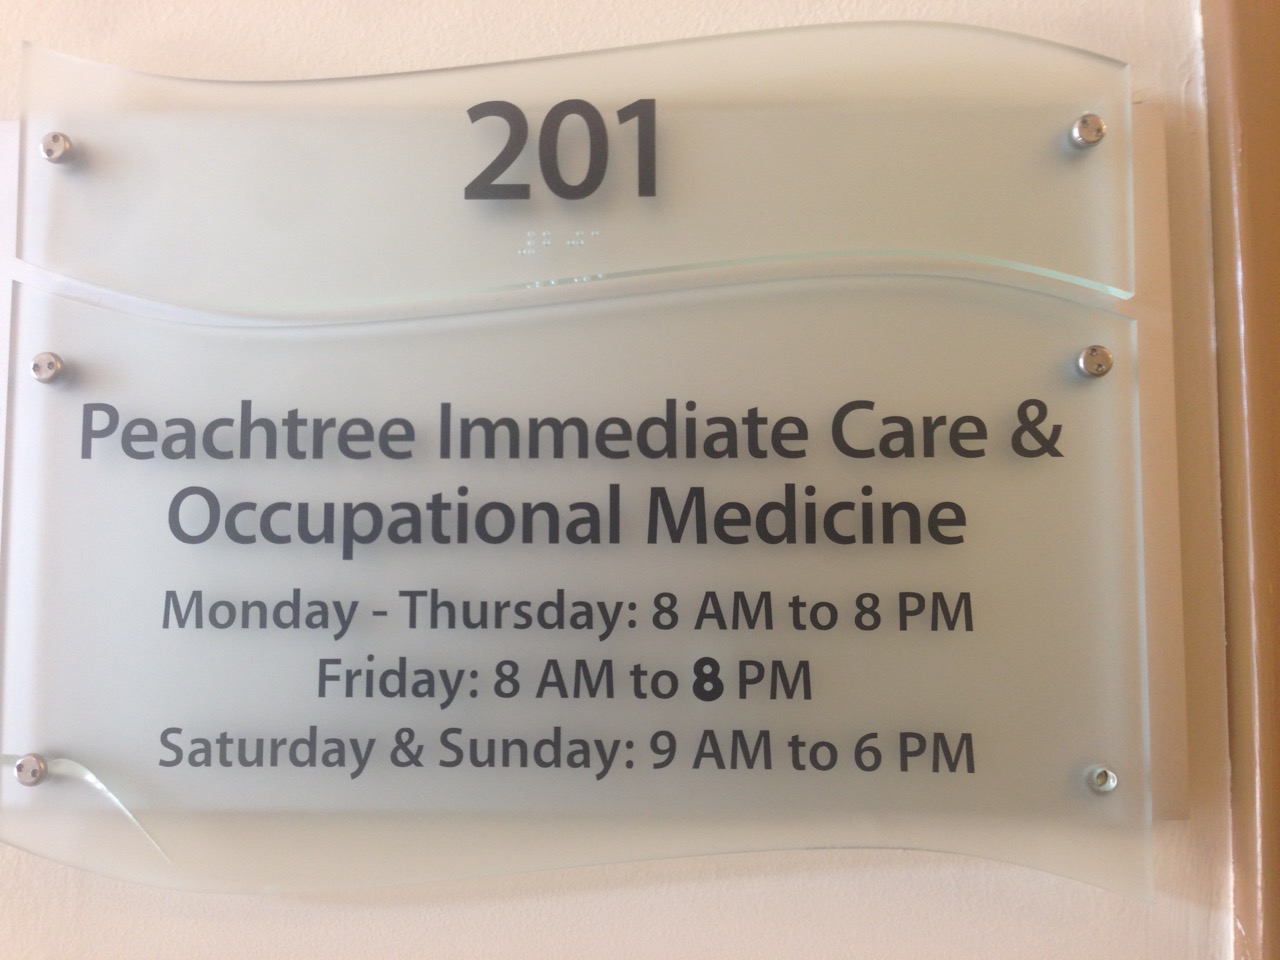 201
Peachtree Immediate Care &
Occupational Medicine
Monday - Thursday: 8 AM to 8 PM
Friday: 8 AM to 8 PM
Saturday & Sunday: 9 AM to 6 PM